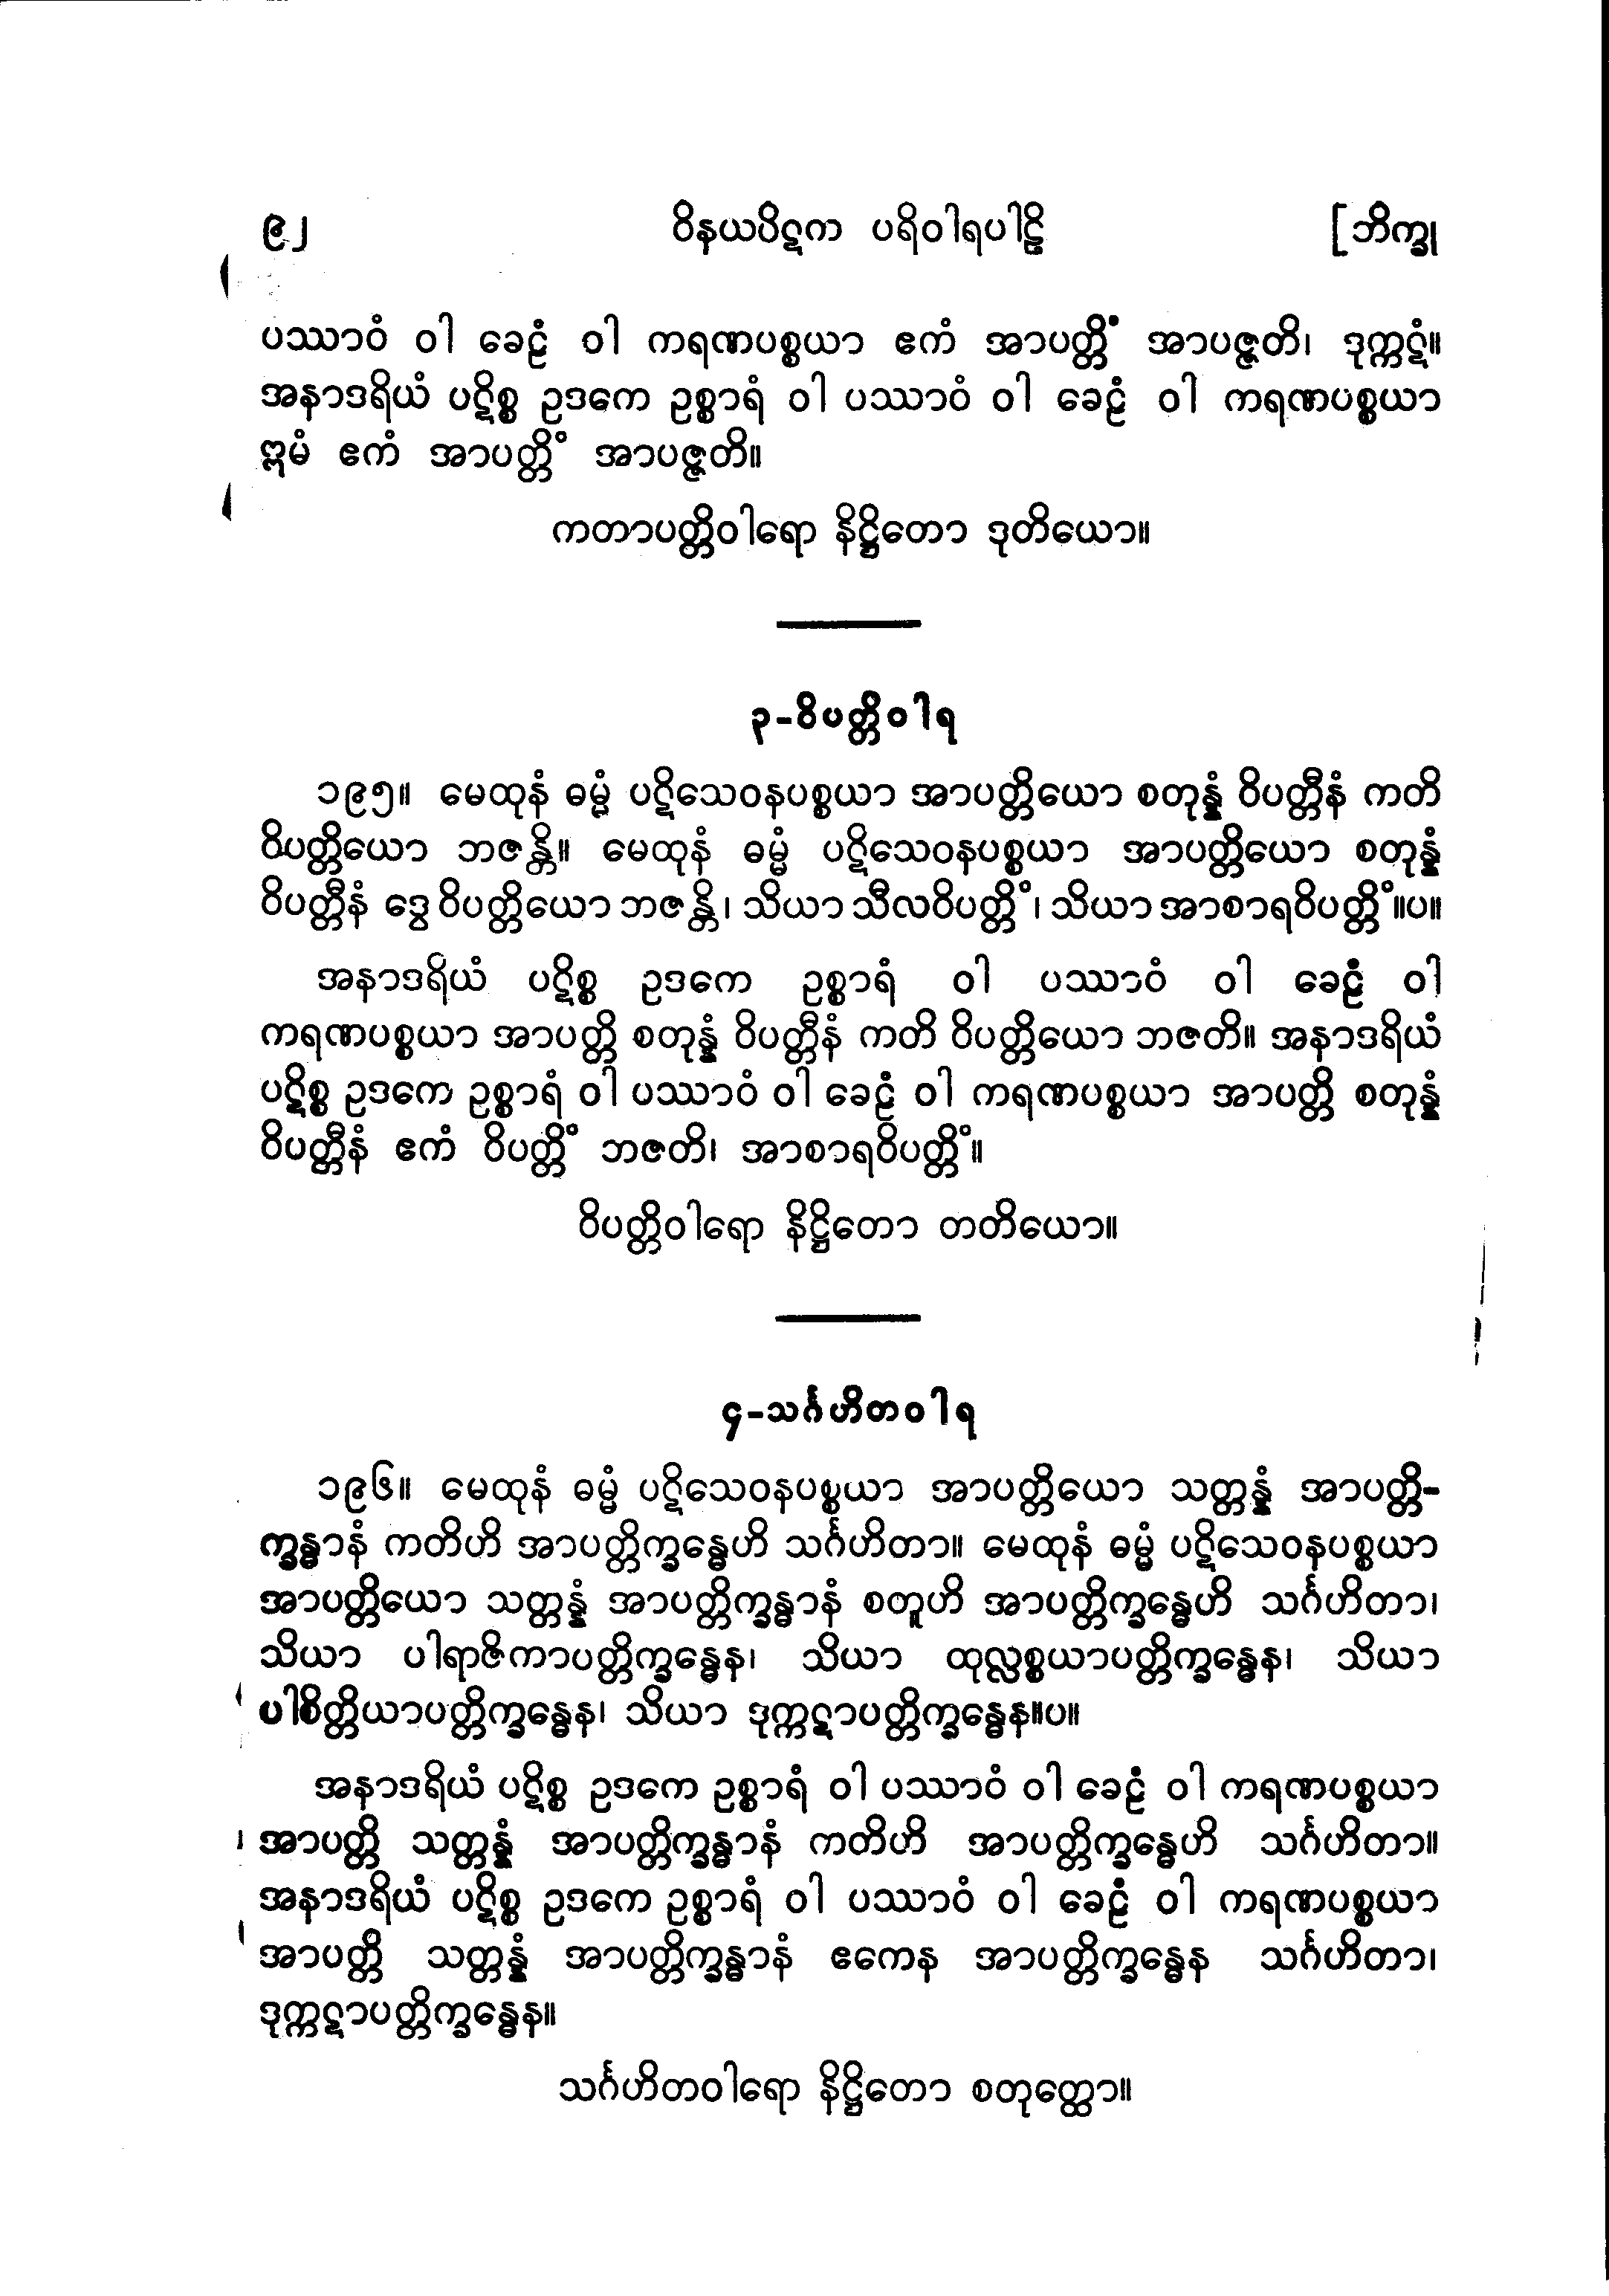 ၉၂ ဝိနယပိဋက ပရိဝါရပါဠိ [ဘိက္ခု
ပဿာဝံ ဝါ ခေဠံ ဝါ ကရဏပစ္စယာ ဧကံ အာပတ္တိံ အာပဇ္ဇတိ၊ ဒုက္ကဋံ။
အနာဒရိယံ ပဋိစ္စ ဥဒကေ ဥစ္စာရံ ဝါ ပဿာဝံ ဝါ ခေဠံ ဝါ ကရဏပစ္စယာ
ဣမံ ဧကံ အာပတ္တိံ အာပဇ္ဇတိ။
ကတာပတ္တိဝါရော နိဋ္ဌိတော ဒုတိယော။
၃-ဝိပတ္တိဝါရ
၁၉၅။ မေထုနံ ဓမ္မံ ပဋိသေဝနပစ္စယာ အာပတ္တိယော စတုန္နံ ဝိပတ္တီနံ ကတိ
ဝိပတ္တိယော ဘဇန္တိ။ မေထုနံ ဓမ္မံ ပဋိသေဝနပစ္စယာ အာပတ္တိယော စတုန္နံ
ဝိပတ္တီနံ ဒွေ ဝိပတ္တိယော ဘဇန္တိ၊ သိယာ သီလဝိပတ္တိံ၊ သိယာ အာစာရဝိပတ္တိံ။ပ။
အနာဒရိယံ ပဋိစ္စ ဥဒကေ ဥစ္စာရံ ဝါ ပဿာဝံ ဝါ ခေဠံ ဝါ
ကရဏပစ္စယာ အာပတ္တိ စတုန္နံ ဝိပတ္တီနံ ကတိ ဝိပတ္တိယော ဘဇတိ။ အနာဒရိယံ
ပဋိစ္စ ဥဒကေ ဥစ္စာရံ ဝါ ပဿာဝံ ဝါ ခေဠံ ဝါ ကရဏပစ္စယာ အာပတ္တိ စတုန္နံ
ဝိပတ္တီနံ ဧကံ ဝိပတ္တိံ ဘဇတိ၊ အာစာရဝိပတ္တိံ။
ဝိပတ္တိဝါရော နိဋ္ဌိတော တတိယော။
၄-သင်္ဂဟိတဝါရ
၁၉၆။ မေထုနံ ဓမ္မံ ပဋိသေဝနပစ္စယာ အာပတ္တိယော သတ္တန္နံ အာပတ္တိ-
က္ခန္ဓာနံ ကတိဟိ အာပတ္တိက္ခန္ဓေဟိ သင်္ဂဟိတာ။ မေထုနံ ဓမ္မံ ပဋိသေဝနပစ္စယာ
အာပတ္တိယော သတ္တန္နံ အာပတ္တိက္ခန္ဓာနံ စတူဟိ အာပတ္တိက္ခန္ဓေဟိ သင်္ဂဟိတာ၊
သိယာ ပါရာဇိကာပတ္တိက္ခန္ဓေန၊ သိယာ ထုလ္လစ္စယာပတ္တိက္ခန္ဓေန၊ သိယာ
ပါစိတ္တိယာပတ္တိက္ခန္ဓေန၊ သိယာ ဒုက္ကဋာပတ္တိက္ခန္ဓေန။ပ။
အနာဒရိယံ ပဋိစ္စ ဥဒကေ ဥစ္စာရံ ဝါ ပဿာဝံ ဝါ ခေဠံ ဝါ ကရဏပစ္စယာ
အာပတ္တိ သတ္တန္နံ အာပတ္တိက္ခန္ဓာနံ ကတိဟိ အာပတ္တိက္ခန္ဓေဟိ သင်္ဂဟိတာ။
အနာဒရိယံ ပဋိစ္စ ဥဒကေ ဥစ္စာရံ ဝါ ပဿာဝံ ဝါ ခေဠံ ဝါ ကရဏပစ္စယာ
အာပတ္တိ သတ္တန္နံ အာပတ္တိက္ခန္ဓာနံ ဧကေန အာပတ္တိက္ခန္ဓေန သင်္ဂဟိတာ၊
ဒုက္ကဋာပတ္တိက္ခန္ဓေန။
သင်္ဂဟိတဝါရော နိဋ္ဌိတော စတုတ္ထော။